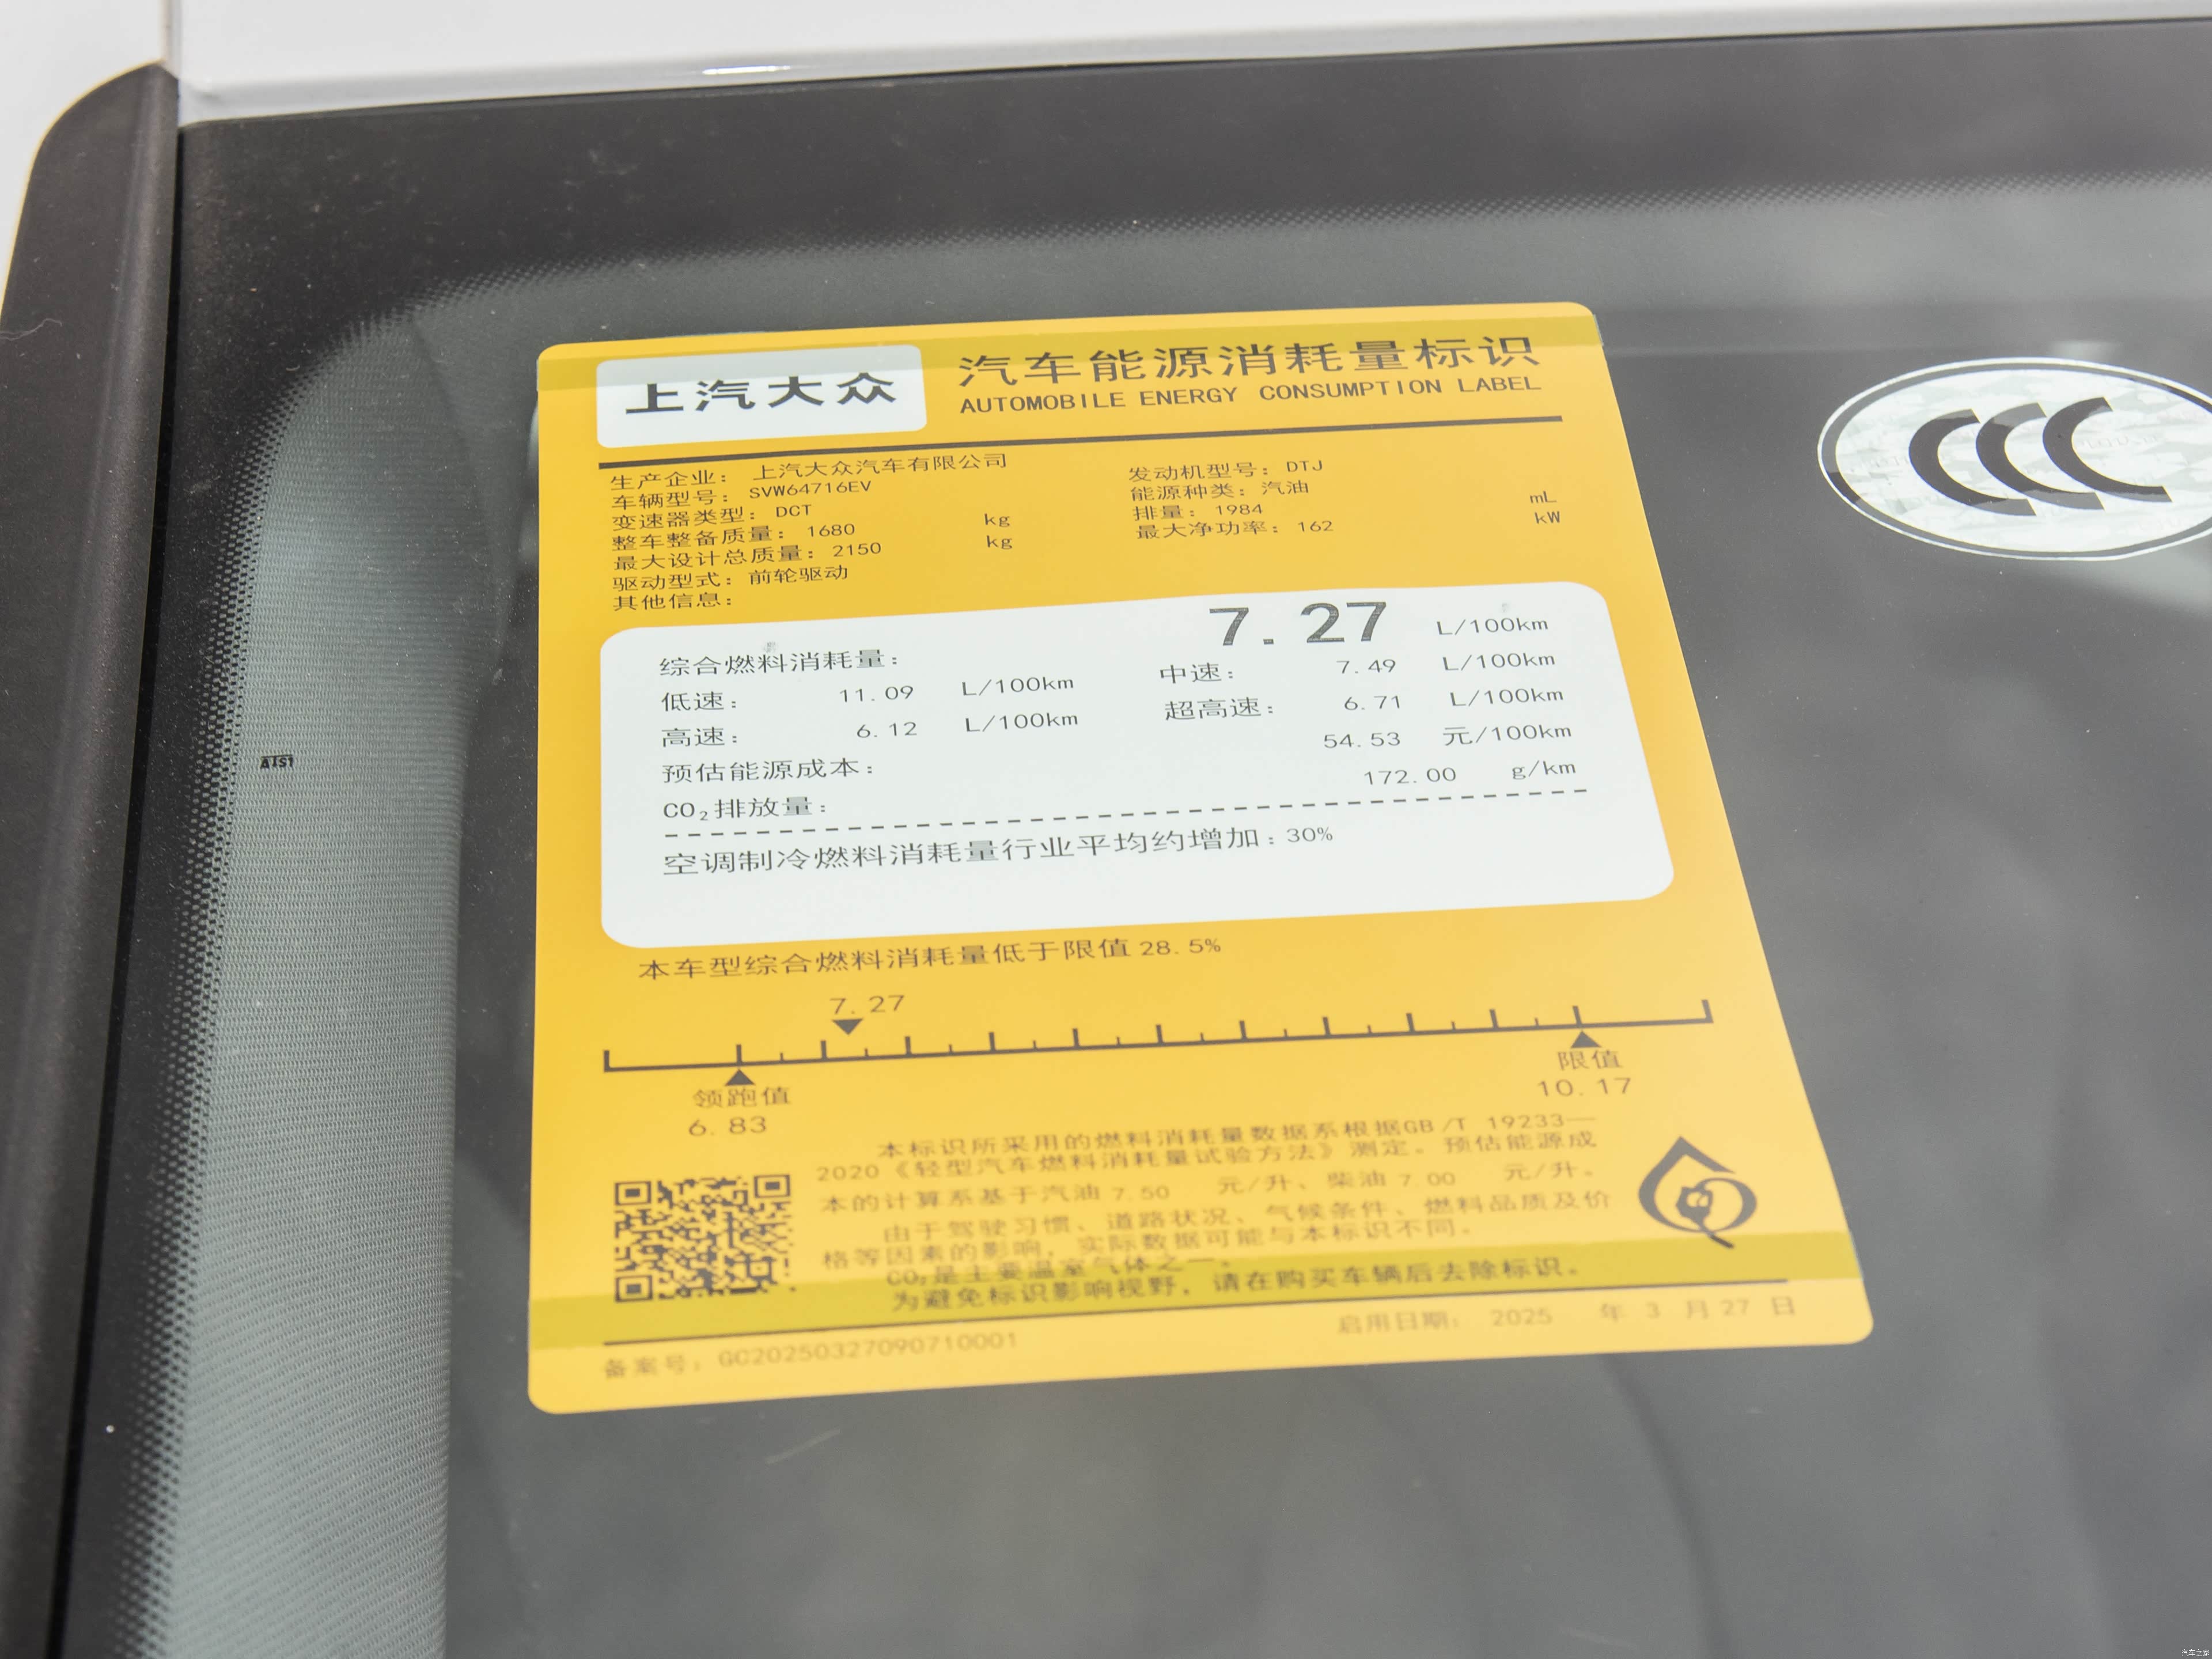 上汽大众
汽车能源消耗量标识
AUTOMOBILE ENERGY CONSUMPTION LABEL
生产企业： 上汽大众汽车有限公司
车辆型号： SVW64716EV
变速器类型： DCT
整车整备质量： 1680 kg
最大设计总质量： 2150 kg
驱动型式： 前轮驱动
其他信息：
发动机型号： DTJ
能源种类： 汽油
排量： 1984 mL
最大净功率： 162 kW
综合燃料消耗量： 7.27 L/100km
低速： 11.09 L/100km 中速： 7.49 L/100km
高速： 6.12 L/100km 超高速： 6.71 L/100km
预估能源成本： 54.53 元/100km
CO₂排放量： 172.00 g/km
空调制冷燃料消耗量行业平均约增加：30%
本车型综合燃料消耗量低于限值 28.5%
7.27
领跑值
6.83
限值
10.17
本标识所采用的燃料消耗量数据系根据GB/T 19233—
2020《轻型汽车燃料消耗量试验方法》测定。预估能源成
本的计算系基于汽油 7.50 元/升、柴油 7.00 元/升。
由于驾驶习惯、道路状况、气候条件、燃料品质及价
格等因素的影响，实际数据可能与本标识不同。
CO₂是主要温室气体之一。
为避免标识影响视野，请在购买车辆后去除标识。
备案号： GC20250327090710001
启用日期： 2025 年 3 月 27 日
CCC
AIS1
汽车之家